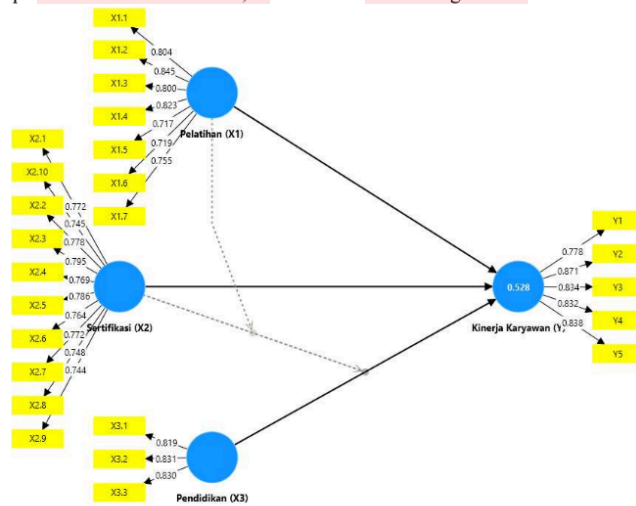 X1.1
X1.2
X1.3
X1.4
X1.5
X1.6
X1.7
0.804
0.845
0.800
0.823
0.717
0.719
0.755
Pelatihan (X1)
X2.1
X2.10
X2.2
X2.3
X2.4
X2.5
X2.6
X2.7
X2.8
X2.9
0.772
0.745
0.778
0.795
0.769
0.786
0.764
0.772
0.748
0.744
Sertifikasi (X2)
X3.1
X3.2
X3.3
0.819
0.831
0.830
Pendidikan (X3)
0.528
Kinerja Karyawan (Y)
0.778
0.871
0.834
0.832
0.838
Y1
Y2
Y3
Y4
Y5